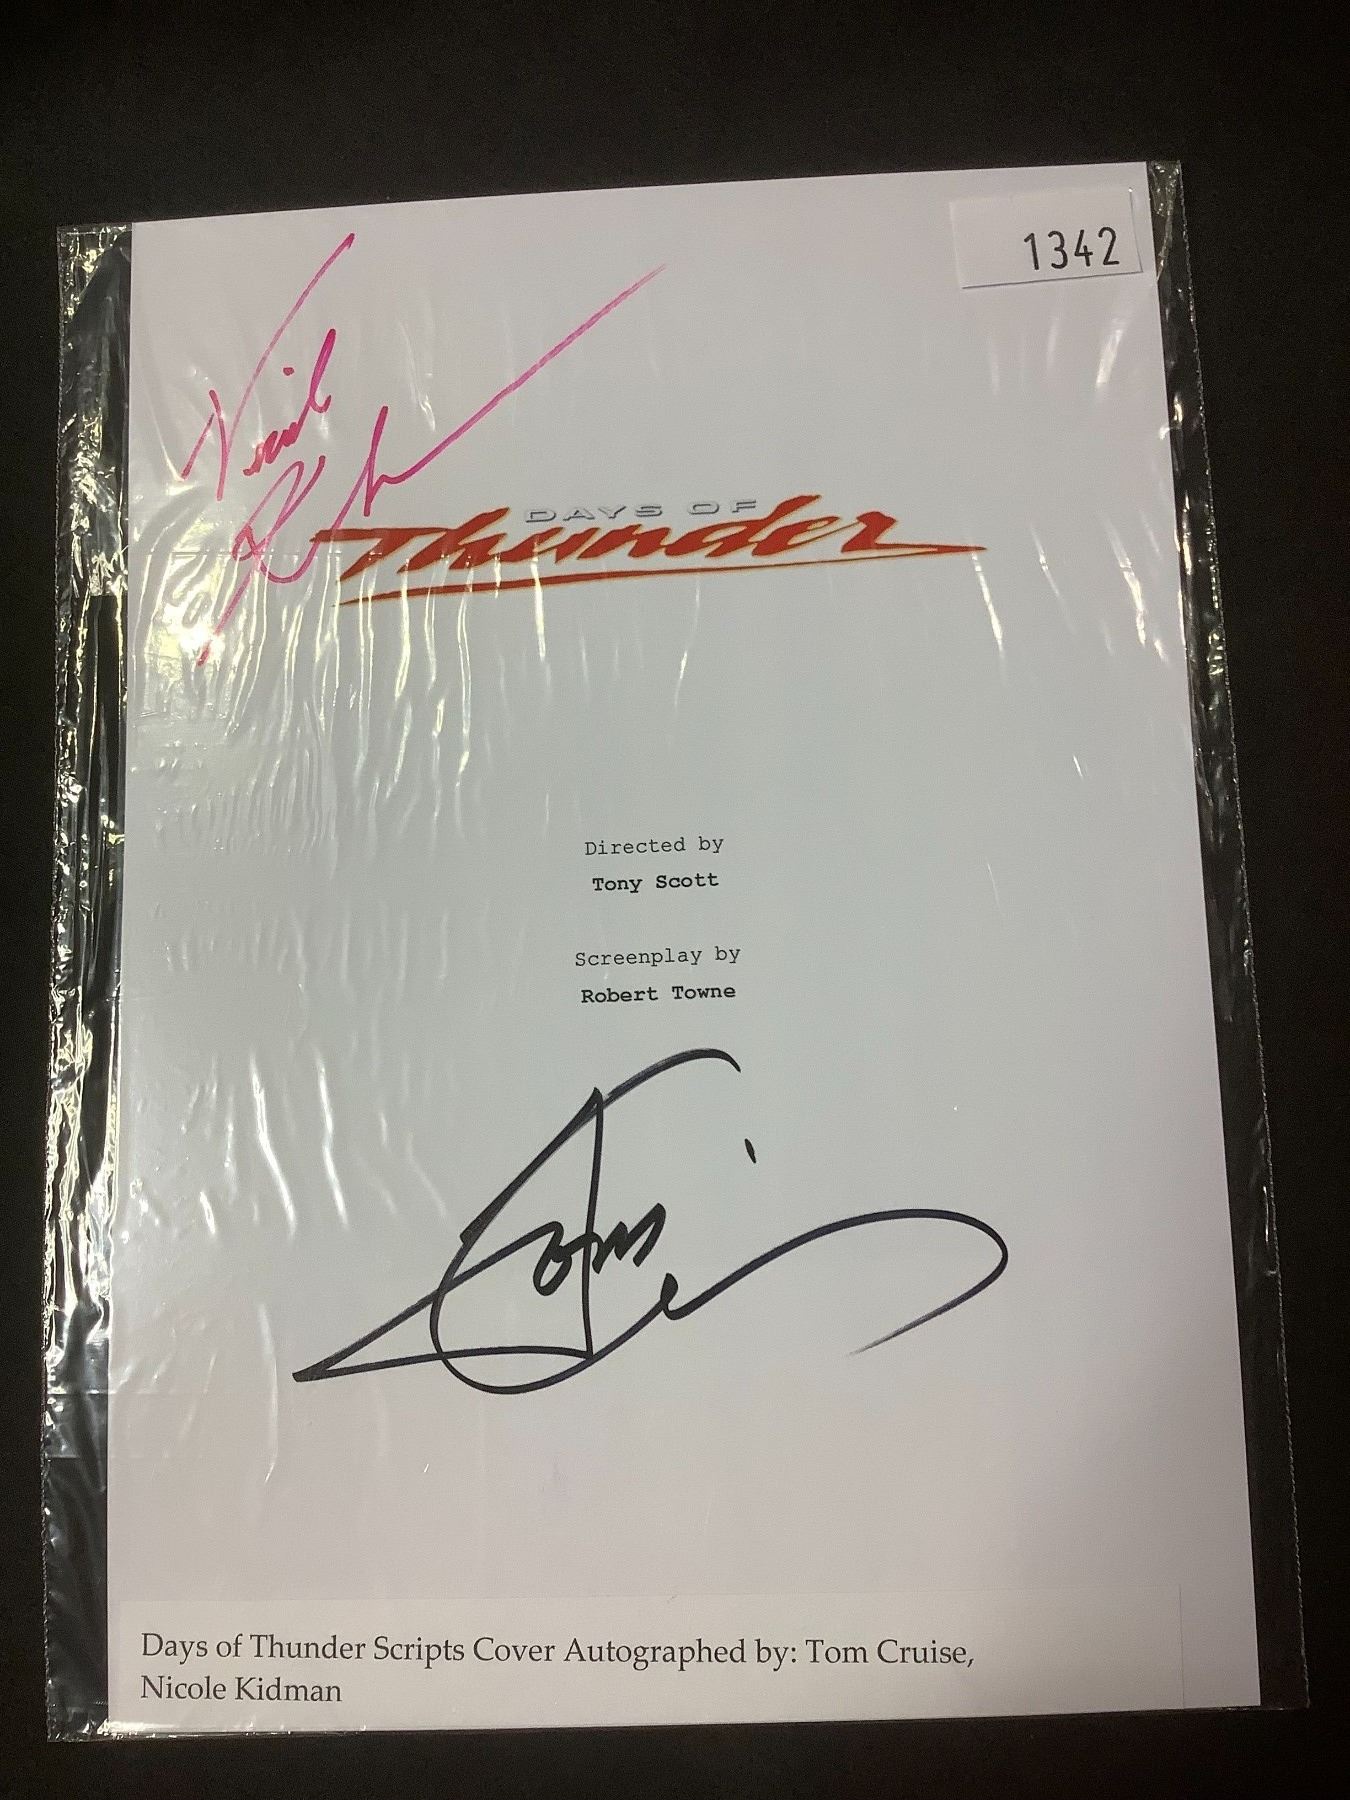 1342
DAYS OF
Thunder
Directed by
Tony Scott
Screenplay by
Robert Towne
Days of Thunder Scripts Cover Autographed by: Tom Cruise,
Nicole Kidman